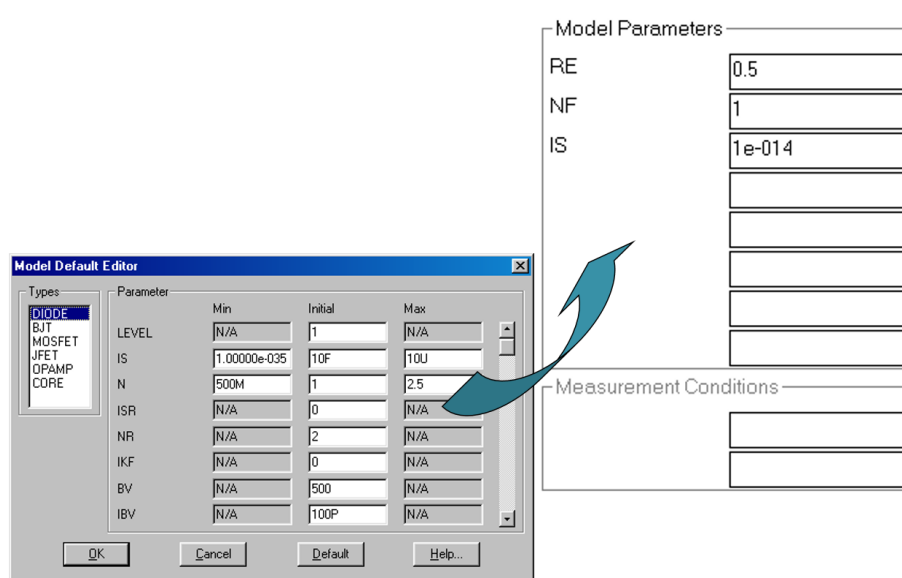 Model Parameters
RE 0.5
NF 1
IS 1e-014
Model Default Editor
Types
DIODE
BJT
MOSFET
JFET
OPAMP
CORE
Parameter
Min Initial Max
LEVEL N/A 1 N/A
IS 1.00000e-035 10F 10U
N 500M 1 2.5
ISR N/A 0 N/A
NR N/A 2 N/A
IKF N/A 0 N/A
BV N/A 500 N/A
IBV N/A 100P N/A
OK Cancel Default Help...
Measurement Conditions